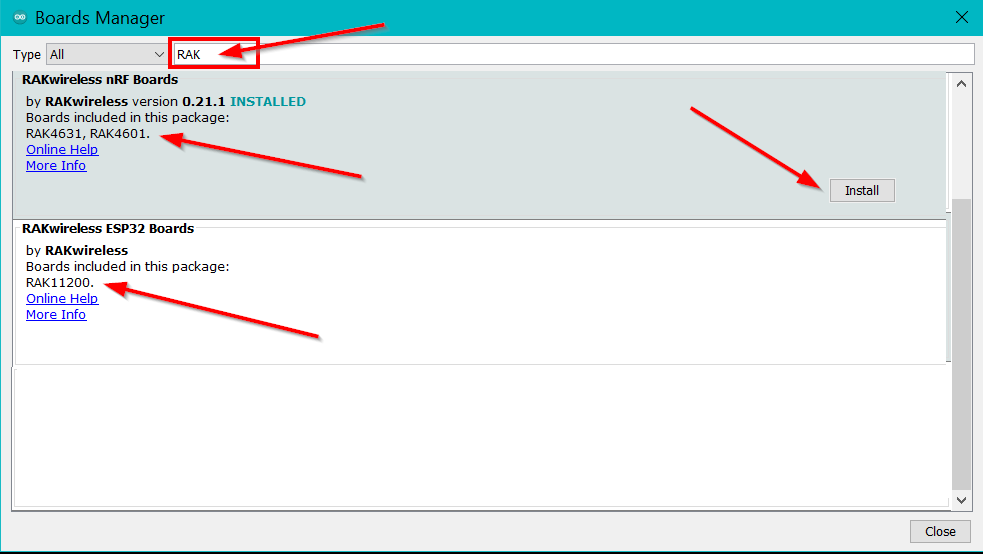 Boards Manager
Type All RAK
RAKwireless nRF Boards
by RAKwireless version 0.21.1 INSTALLED
Boards included in this package:
RAK4631, RAK4601.
Online Help
More Info
Install
RAKwireless ESP32 Boards
by RAKwireless
Boards included in this package:
RAK11200.
Online Help
More Info
Close